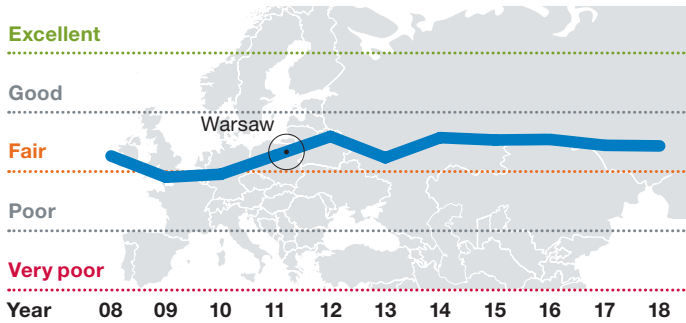 Excellent
Good
Warsaw
Fair
Poor
Very poor
Year 08 09 10 11 12 13 14 15 16 17 18